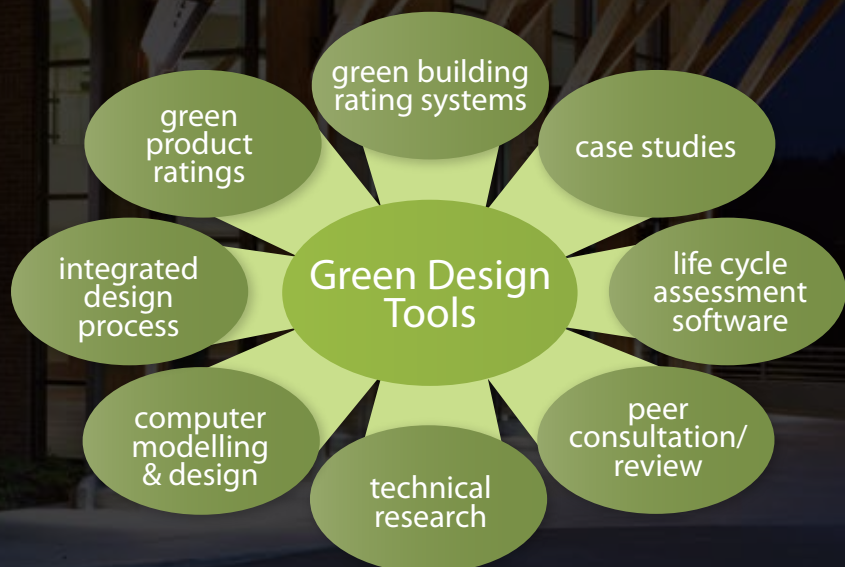 green building
rating systems
green
product
ratings
case studies
integrated
design
process
Green Design
Tools
life cycle
assessment
software
computer
modelling
& design
peer
consultation/
review
technical
research